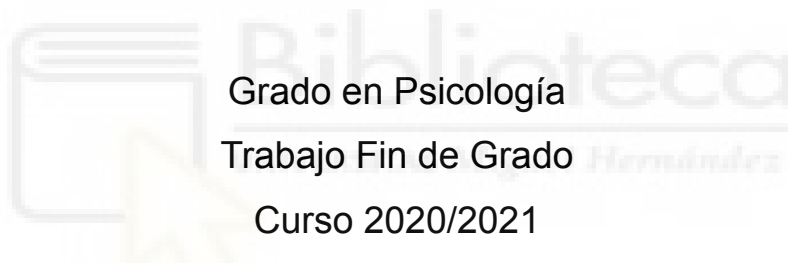 Biblioteca
Grado en Psicología
Trabajo Fin de Grado
Hernández
Curso 2020/2021